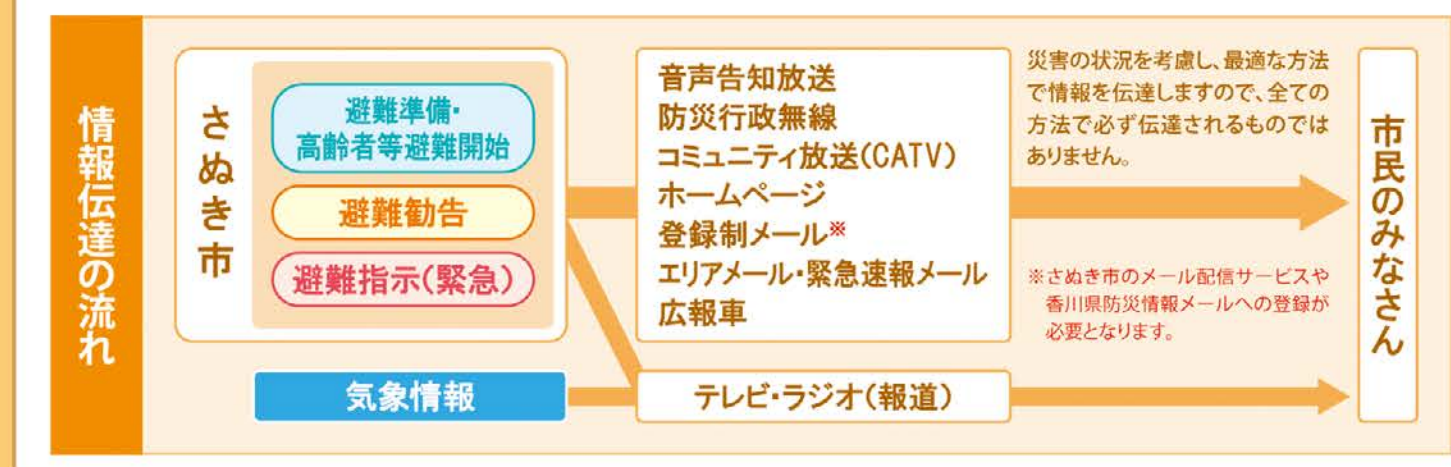 情報伝達の流れ
さぬき市
避難準備・
高齢者等避難開始
避難勧告
避難指示(緊急)
気象情報
音声告知放送
防災行政無線
コミュニティ放送(CATV)
ホームページ
登録制メール※
エリアメール・緊急速報メール
広報車
テレビ・ラジオ(報道)
災害の状況を考慮し、最適な方法
で情報を伝達しますので、全ての
方法で必ず伝達されるものでは
ありません。
※さぬき市のメール配信サービスや
香川県防災情報メールへの登録が
必要となります。
市民のみなさん